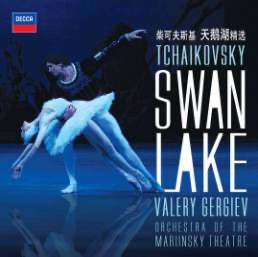 DECCA
柴可夫斯基 天鹅湖精选
TCHAIKOVSKY
SWAN
LAKE
VALERY GERGIEV
ORCHESTRA OF THE
MARIINSKY THEATRE